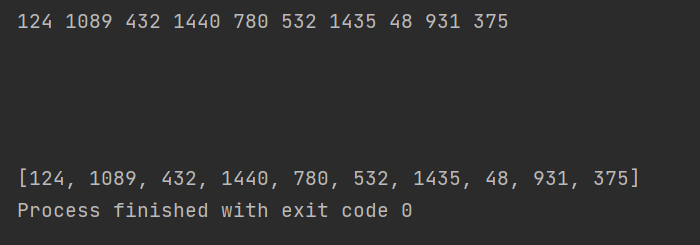 124 1089 432 1440 780 532 1435 48 931 375
[124, 1089, 432, 1440, 780, 532, 1435, 48, 931, 375]
Process finished with exit code 0